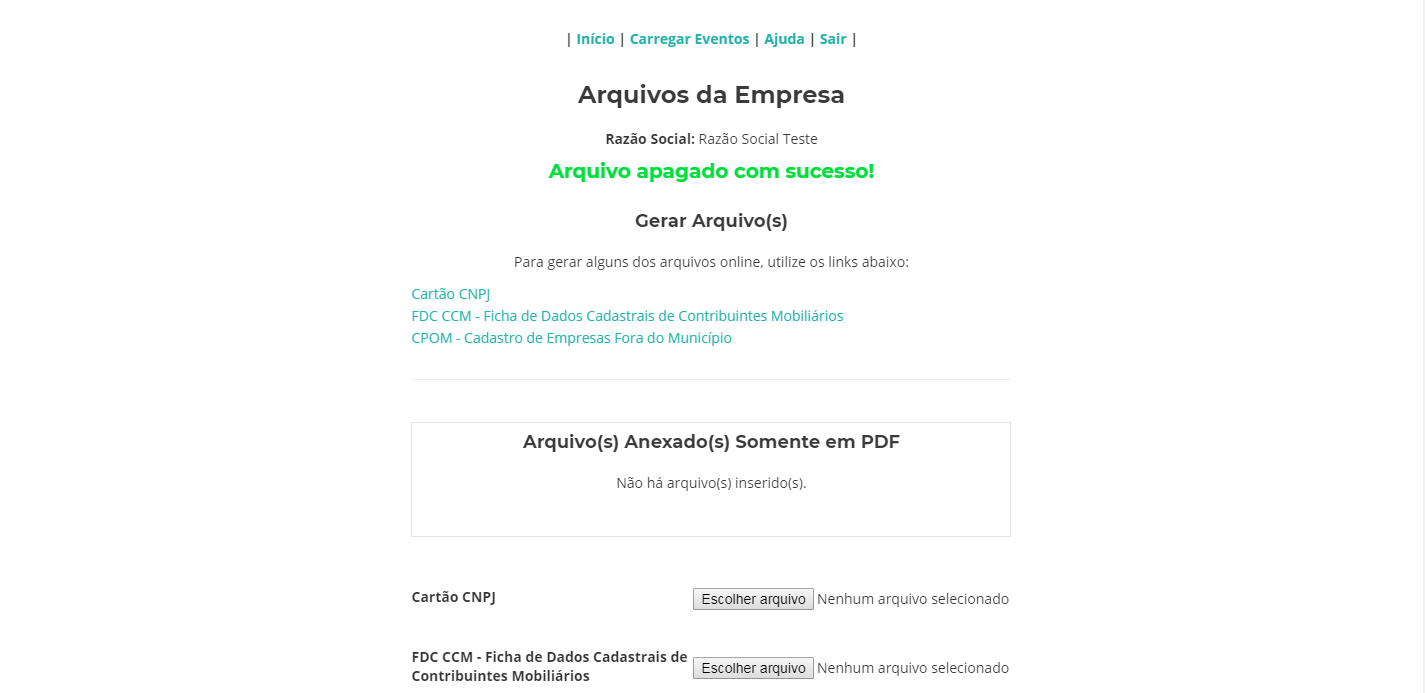 | Início | Carregar Eventos | Ajuda | Sair |
Arquivos da Empresa
Razão Social: Razão Social Teste
Arquivo apagado com sucesso!
Gerar Arquivo(s)
Para gerar alguns dos arquivos online, utilize os links abaixo:
Cartão CNPJ
FDC CCM - Ficha de Dados Cadastrais de Contribuintes Mobiliários
CPOM - Cadastro de Empresas Fora do Município
Arquivo(s) Anexado(s) Somente em PDF
Não há arquivo(s) inserido(s).
Cartão CNPJ Escolher arquivo Nenhum arquivo selecionado
FDC CCM - Ficha de Dados Cadastrais de
Contribuintes Mobiliários Escolher arquivo Nenhum arquivo selecionado